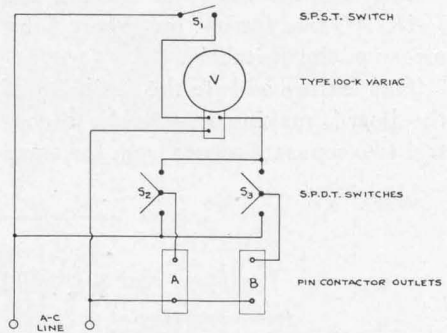 S1
S.P.S.T. SWITCH
V
TYPE 100-K VARIAC
S2
S3
S.P.D.T. SWITCHES
A
B
PIN CONTACTOR OUTLETS
A-C
LINE